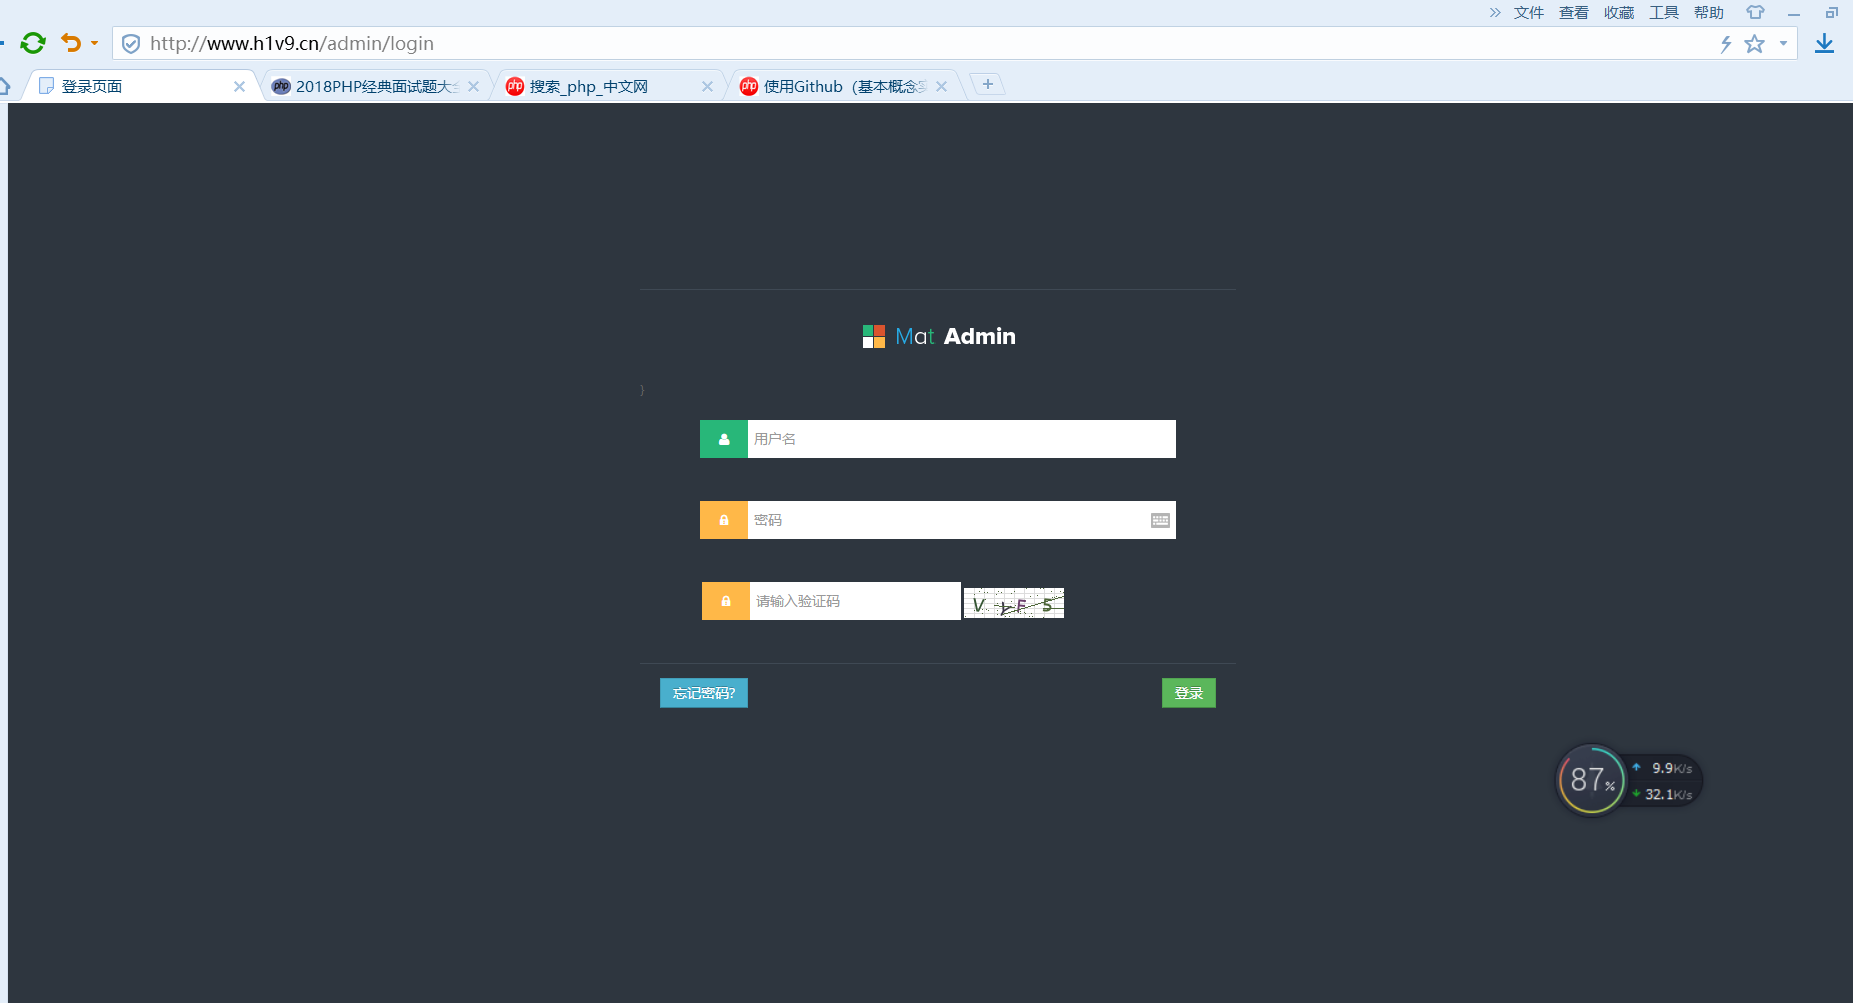 文件 查看 收藏 工具 帮助
http://www.h1v9.cn/admin/login
登录页面 2018PHP经典面试题大全 搜索_php_中文网 使用Github（基本概念实
Mat Admin
}
用户名
密码
请输入验证码
忘记密码?
登录
87%
9.9K/s
32.1K/s